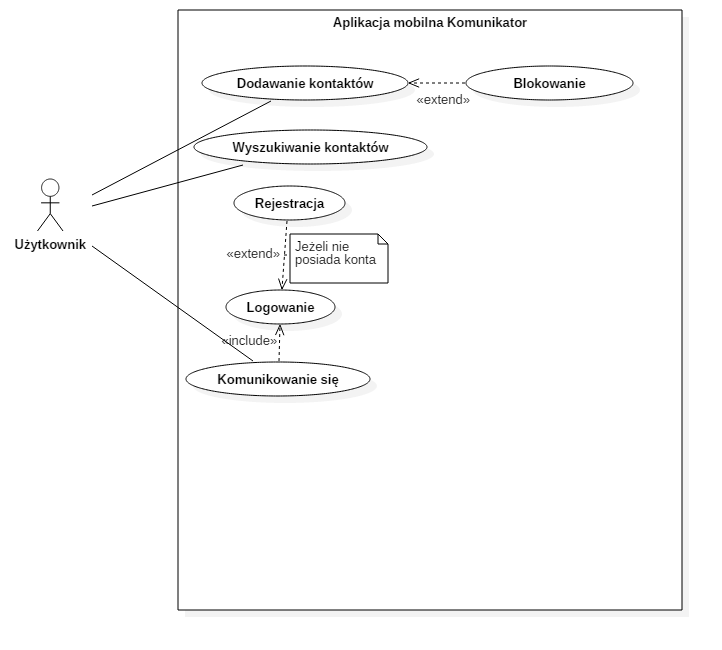 Aplikacja mobilna Komunikator
Dodawanie kontaktów
Blokowanie
«extend»
Wyszukiwanie kontaktów
Rejestracja
Użytkownik
«extend»
Jeżeli nie
posiada konta
Logowanie
«include»
Komunikowanie się